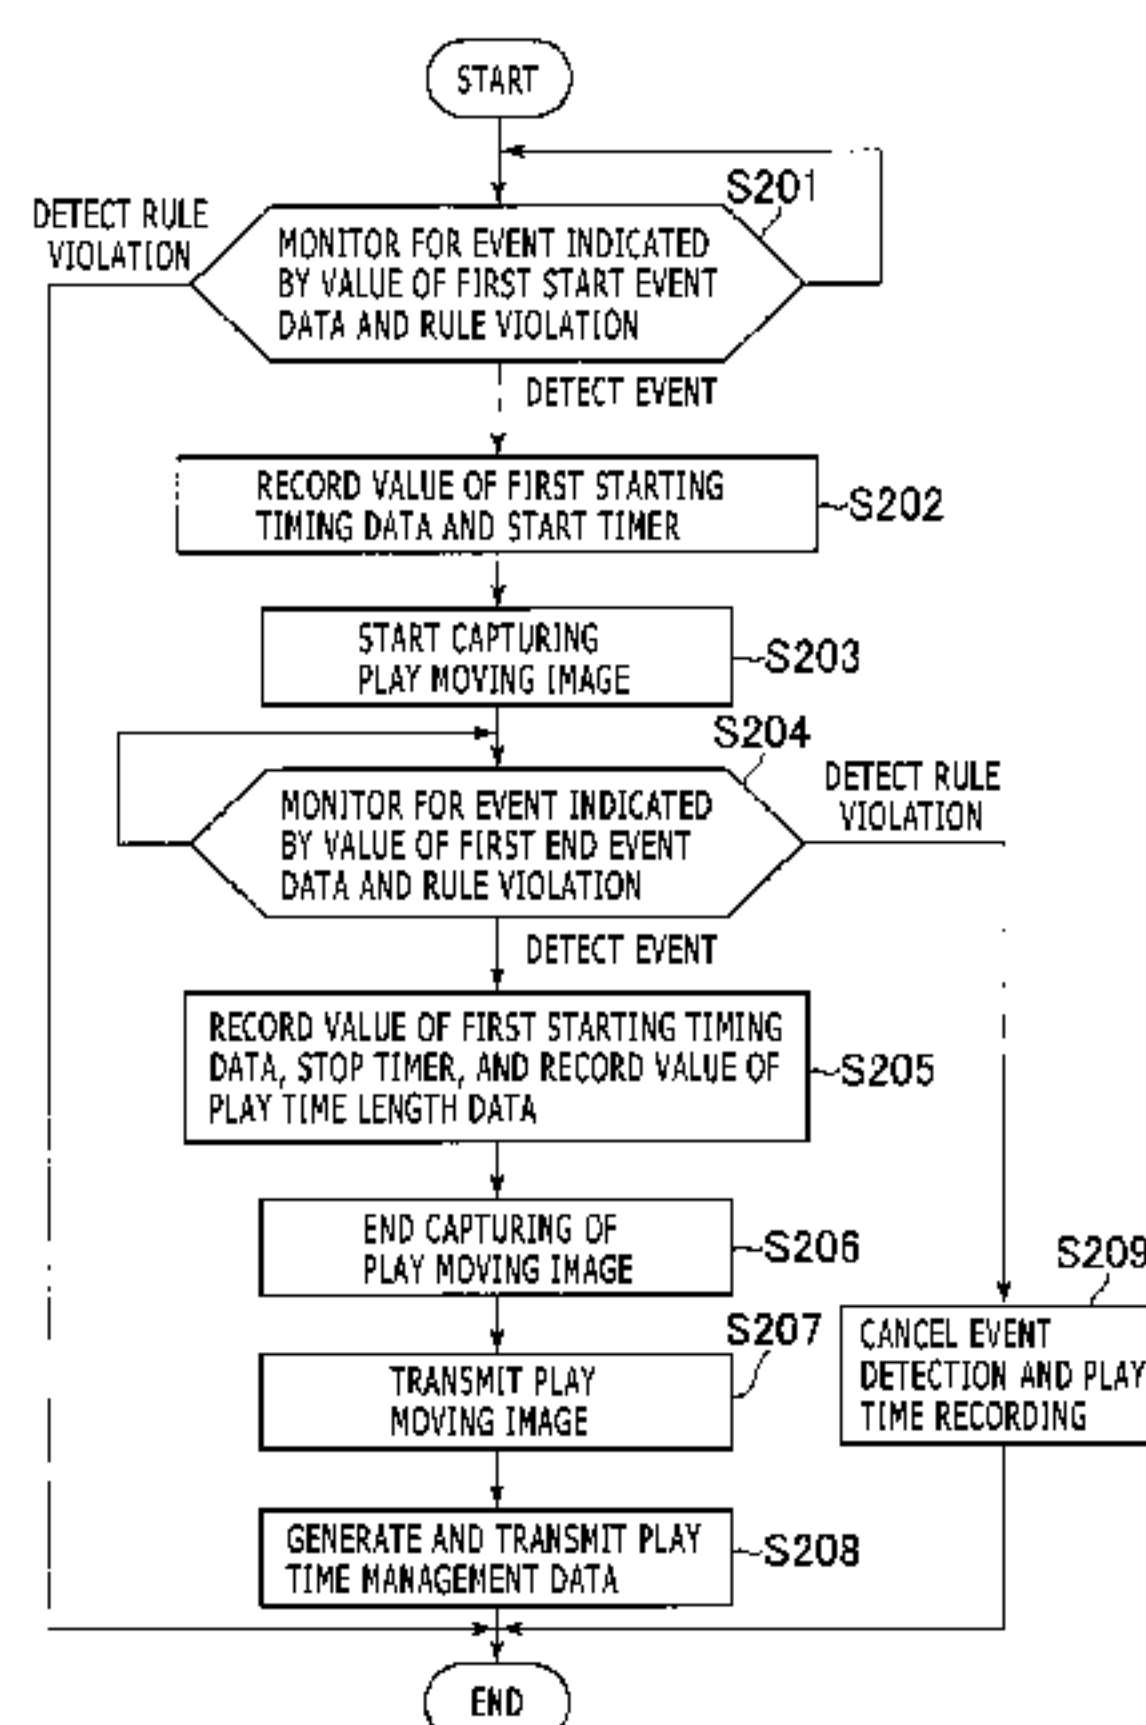 START
S201
DETECT RULE
VIOLATION
MONITOR FOR EVENT INDICATED
BY VALUE OF FIRST START EVENT
DATA AND RULE VIOLATION
DETECT EVENT
RECORD VALUE OF FIRST STARTING
TIMING DATA AND START TIMER
S202
START CAPTURING
PLAY MOVING IMAGE
S203
S204
MONITOR FOR EVENT INDICATED
BY VALUE OF FIRST END EVENT
DATA AND RULE VIOLATION
DETECT RULE
VIOLATION
DETECT EVENT
RECORD VALUE OF FIRST STARTING TIMING
DATA, STOP TIMER, AND RECORD VALUE OF
PLAY TIME LENGTH DATA
S205
END CAPTURING OF
PLAY MOVING IMAGE
S206
S207
TRANSMIT PLAY
MOVING IMAGE
S209
CANCEL EVENT
DETECTION AND PLAY
TIME RECORDING
GENERATE AND TRANSMIT PLAY
TIME MANAGEMENT DATA
S208
END